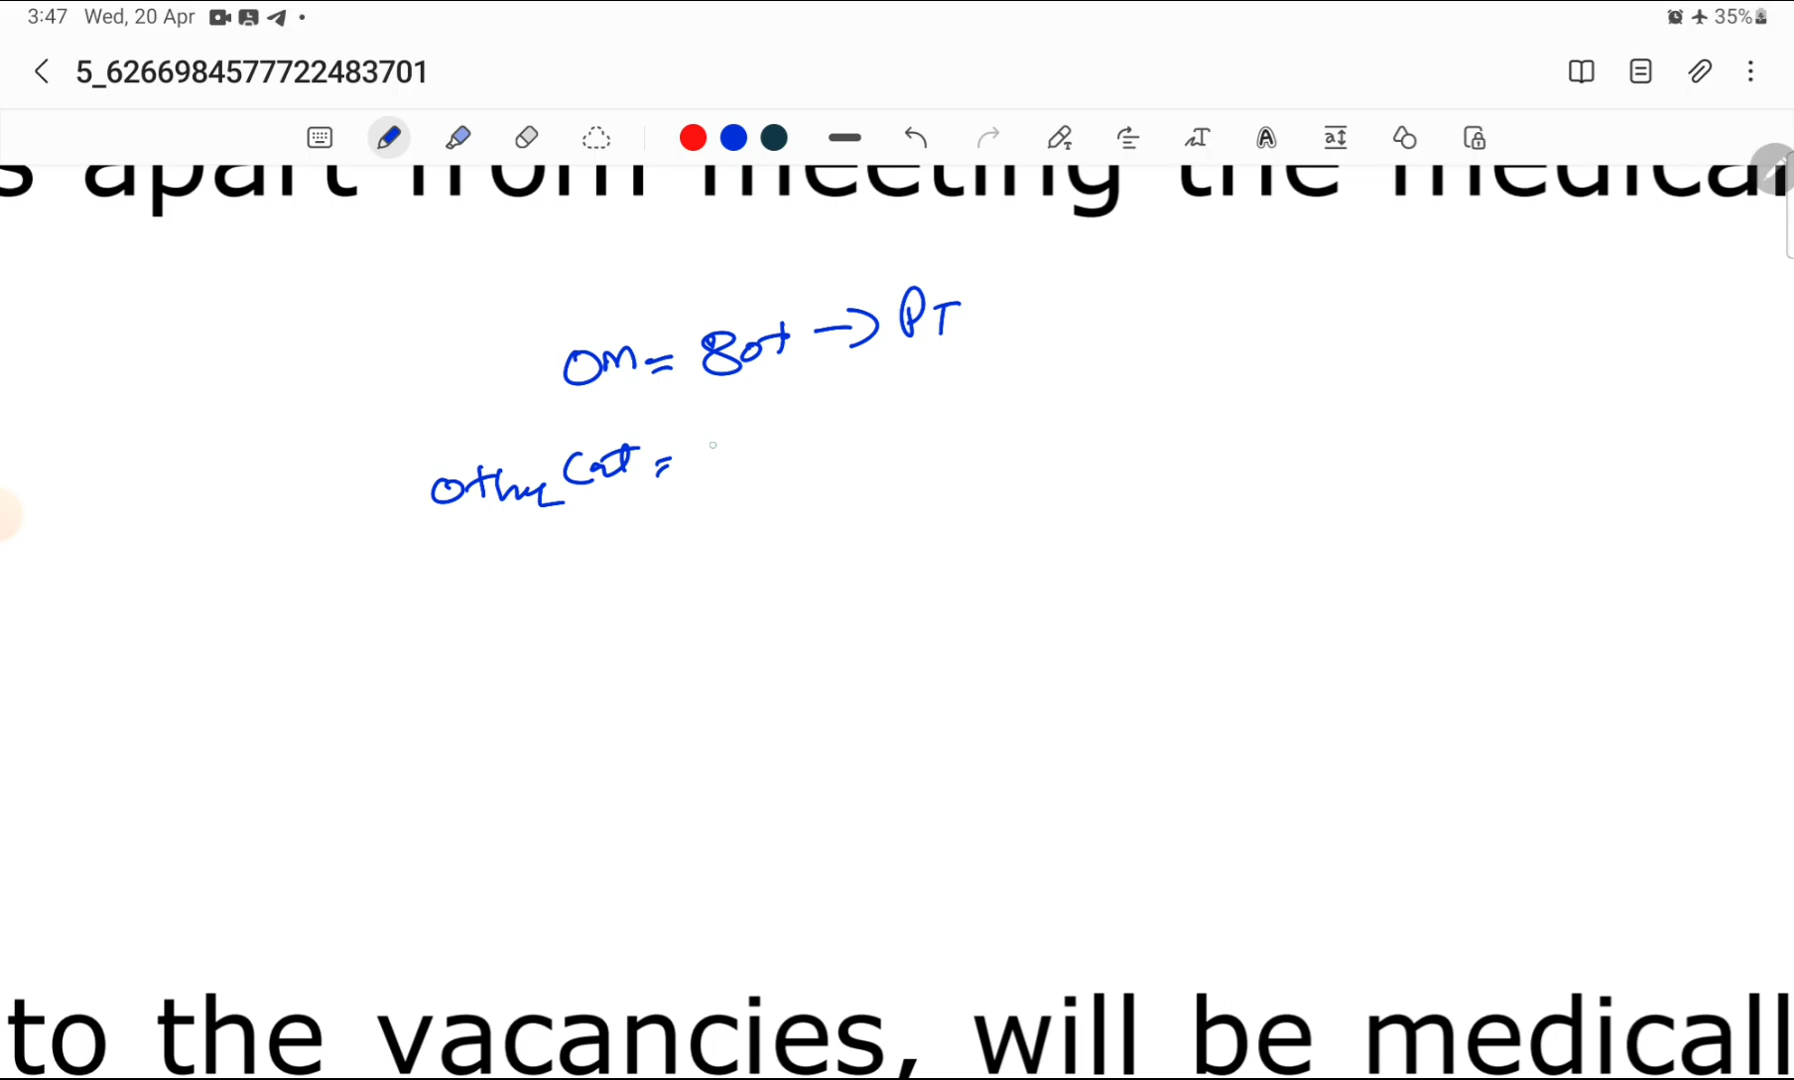 3:47 Wed, 20 Apr
35%
5_6266984577722483701
s apart from meeting the medical
OM = 80+ → PT
Other Cat =
to the vacancies, will be medicall